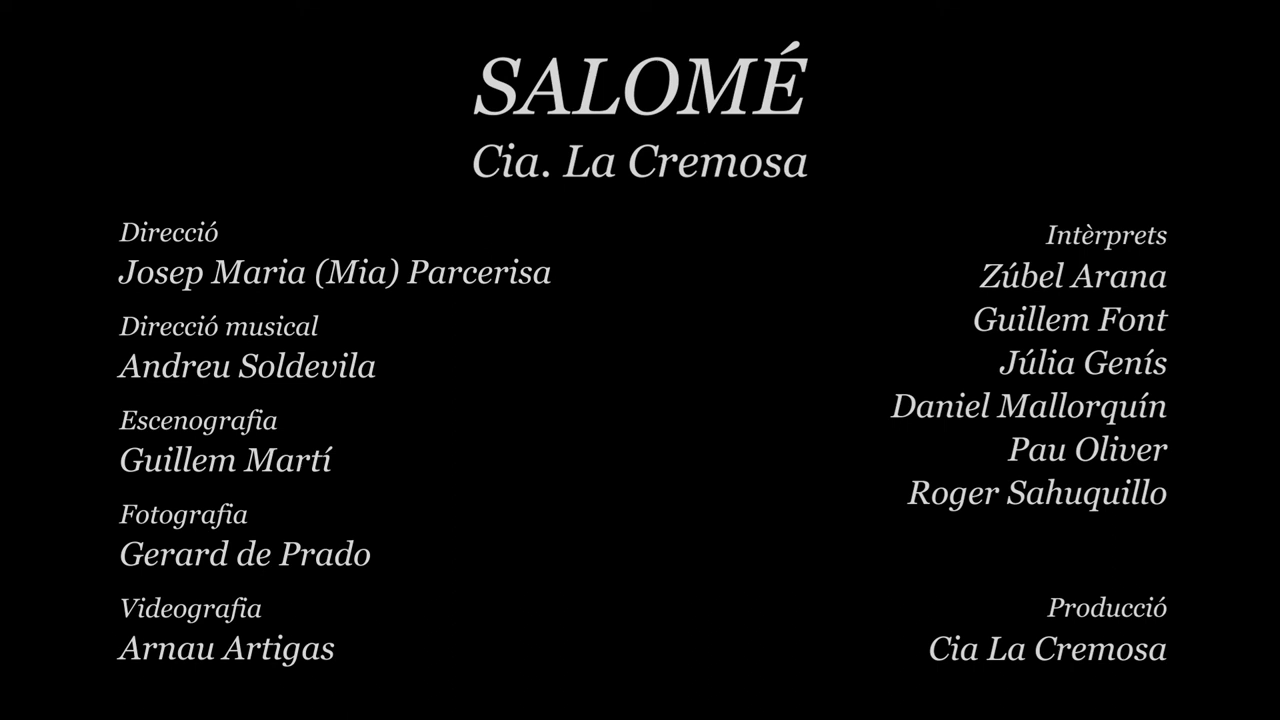 SALOMÉ
Cia. La Cremosa
Direcció
Josep Maria (Mia) Parcerisa
Direcció musical
Andreu Soldevila
Escenografia
Guillem Martí
Fotografia
Gerard de Prado
Videografia
Arnau Artigas
Intèrprets
Zúbel Arana
Guillem Font
Júlia Genís
Daniel Mallorquín
Pau Oliver
Roger Sahuquillo
Producció
Cia La Cremosa